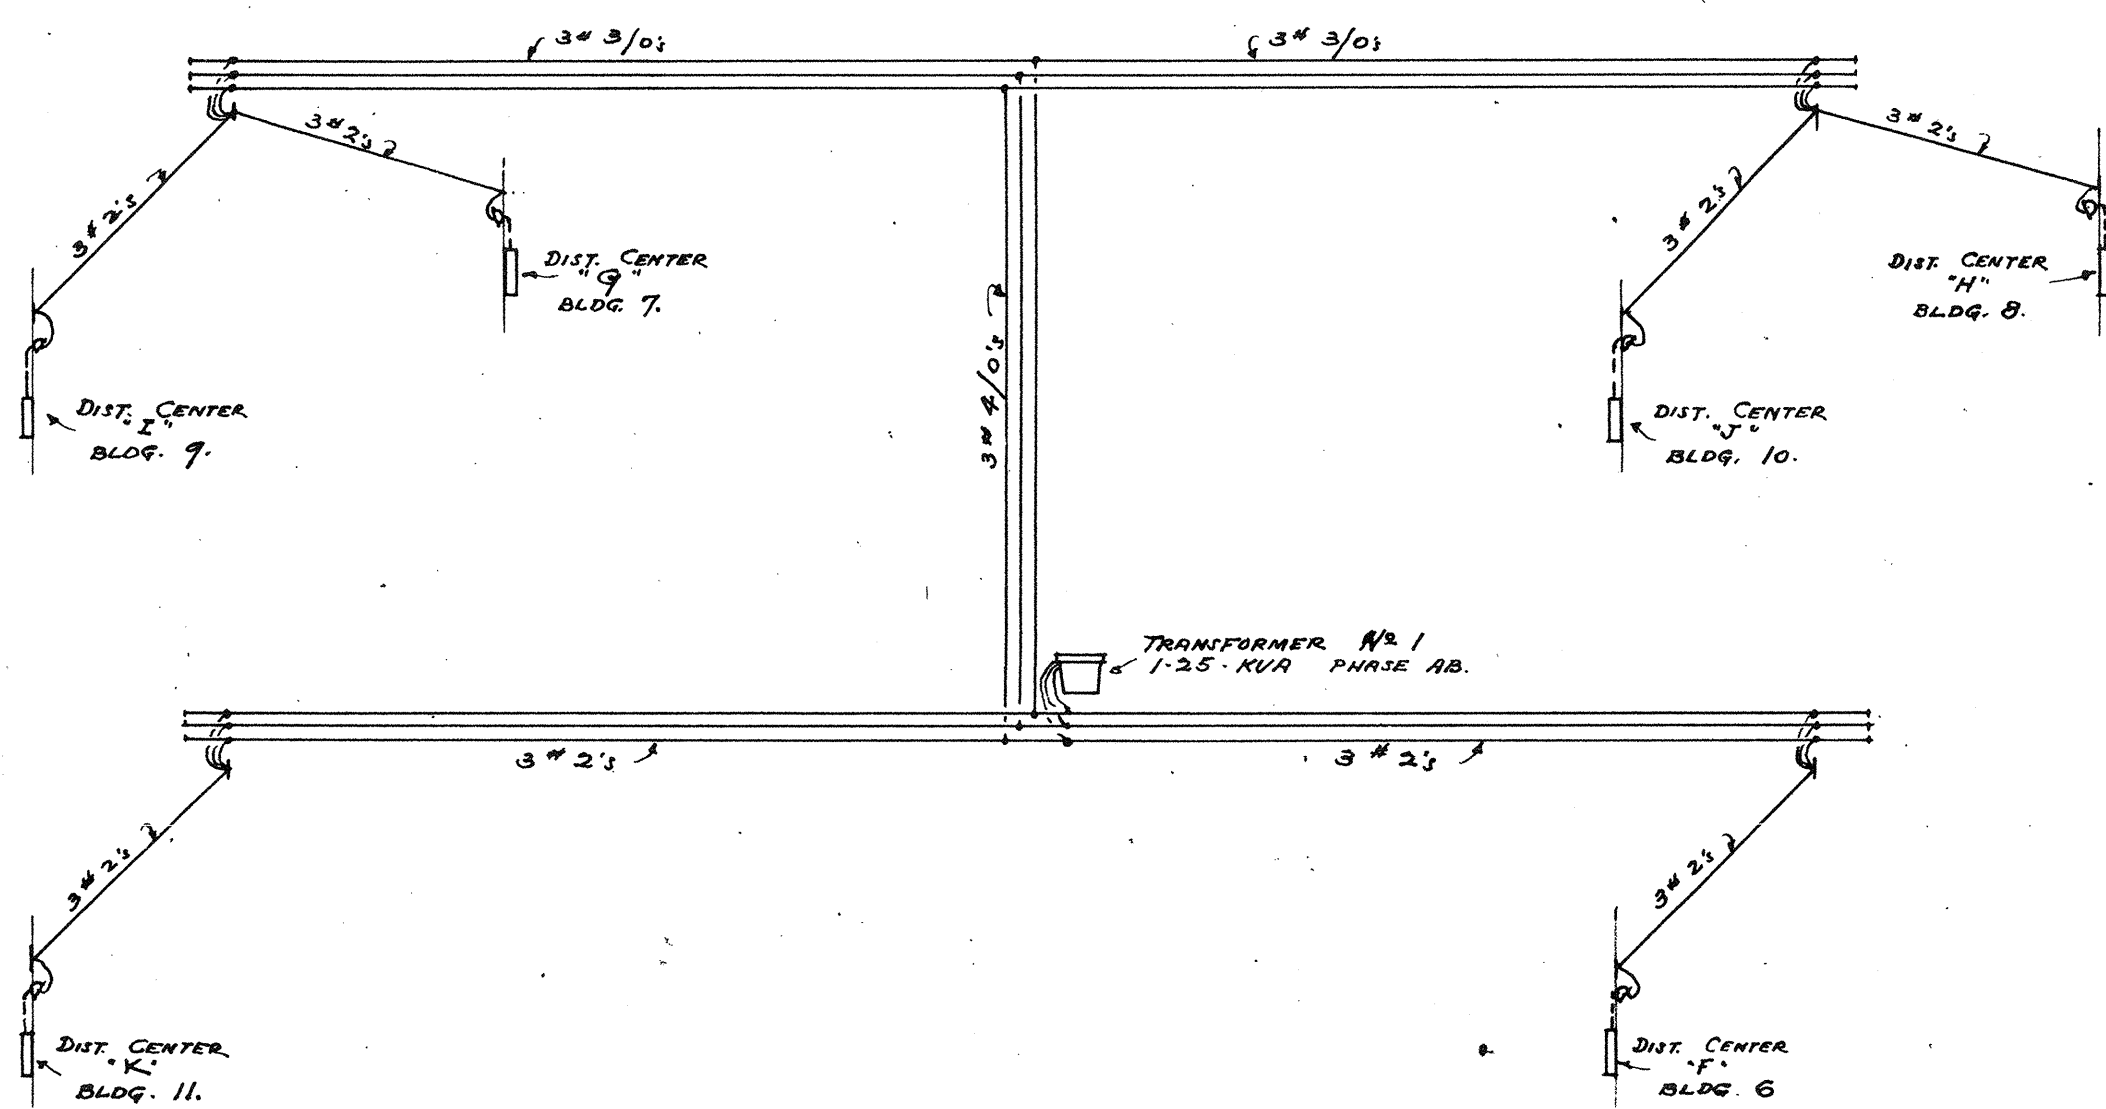 3 # 3/0's
3 # 3/0's
3 # 2's
3 # 2's
3 # 2's
3 # 2's
DIST. CENTER
"G"
BLDG. 7.
DIST. CENTER
"H"
BLDG. 8.
3 # 4/0's
DIST. CENTER
"I"
BLDG. 9.
DIST. CENTER
"J"
BLDG. 10.
TRANSFORMER No 1
1-25-KVA PHASE AB.
3 # 2's
3 # 2's
3 # 2's
3 # 2's
DIST. CENTER
"K"
BLDG. 11.
DIST. CENTER
"F"
BLDG. 6